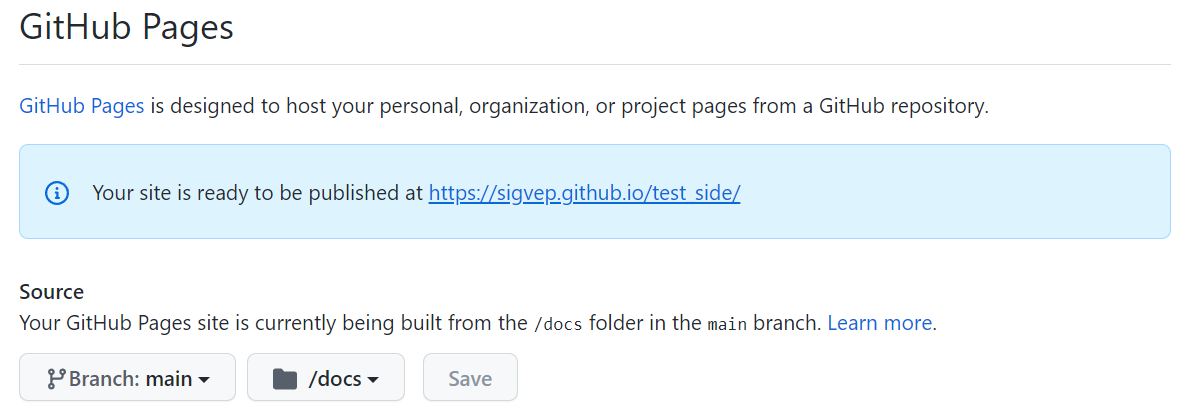 GitHub Pages
GitHub Pages is designed to host your personal, organization, or project pages from a GitHub repository.
Your site is ready to be published at https://sigvep.github.io/test_side/
Source
Your GitHub Pages site is currently being built from the /docs folder in the main branch. Learn more.
Branch: main /docs Save